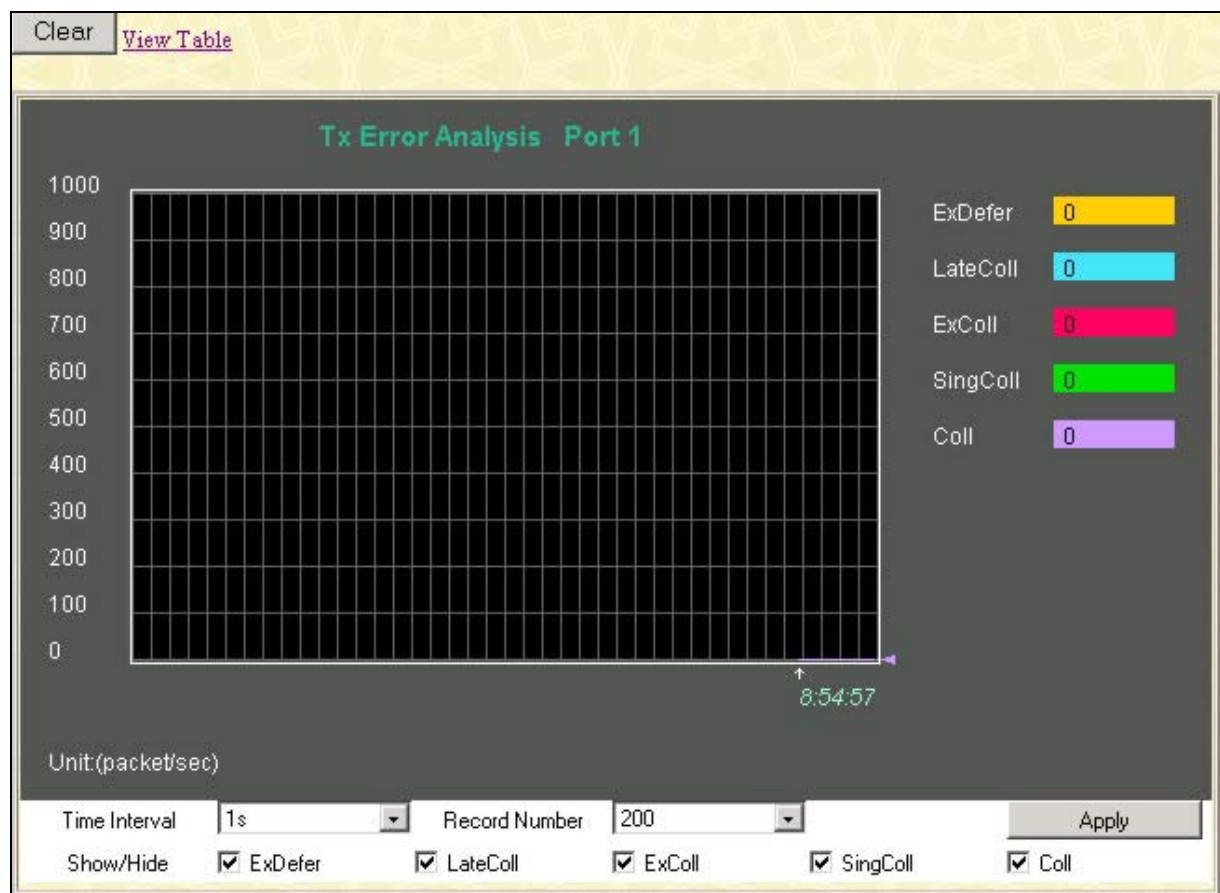 Clear View Table
Tx Error Analysis Port 1
1000
900
800
700
600
500
400
300
200
100
0
ExDefer 0
LateColl 0
ExColl 0
SingColl 0
Coll 0
8:54:57
Unit:(packet/sec)
Time Interval 1s Record Number 200 Apply
Show/Hide ExDefer LateColl ExColl SingColl Coll